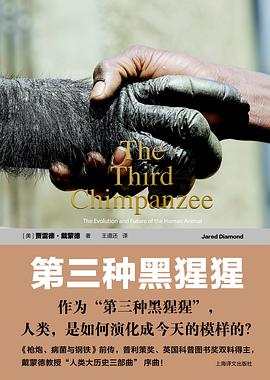 The
Third
Chimpanzee
The Evolution and Future of the Human Animal
[美] 贾雷德·戴蒙德 著 王道还 译 Jared Diamond
第三种黑猩猩
作为“第三种黑猩猩”，
人类，是如何演化成今天的模样的？
《枪炮、病菌与钢铁》前传，普利策奖、英国科普图书奖双料得主，
戴蒙德教授“人类大历史三部曲”序曲！
上海译文出版社